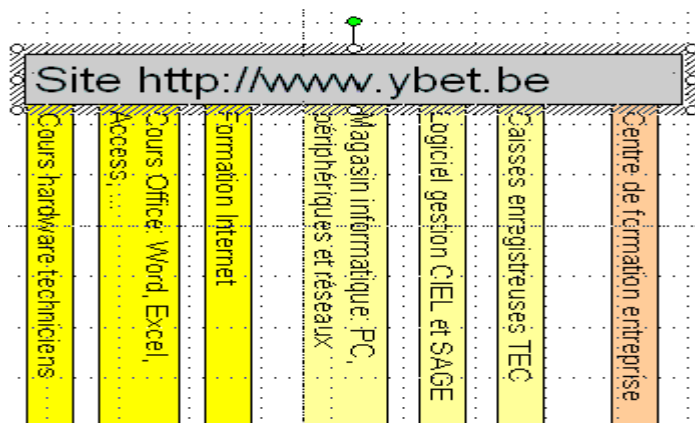 Site http://www.ybet.be
Cours hardware techniciens
Cours Office: Word, Excel,
Access,...
Formation Internet
Magasin informatique: PC,
périphériques et réseaux
Logiciel gestion CIEL et SAGE
Caisses enregistreuses TEC
Centre de formation entreprise